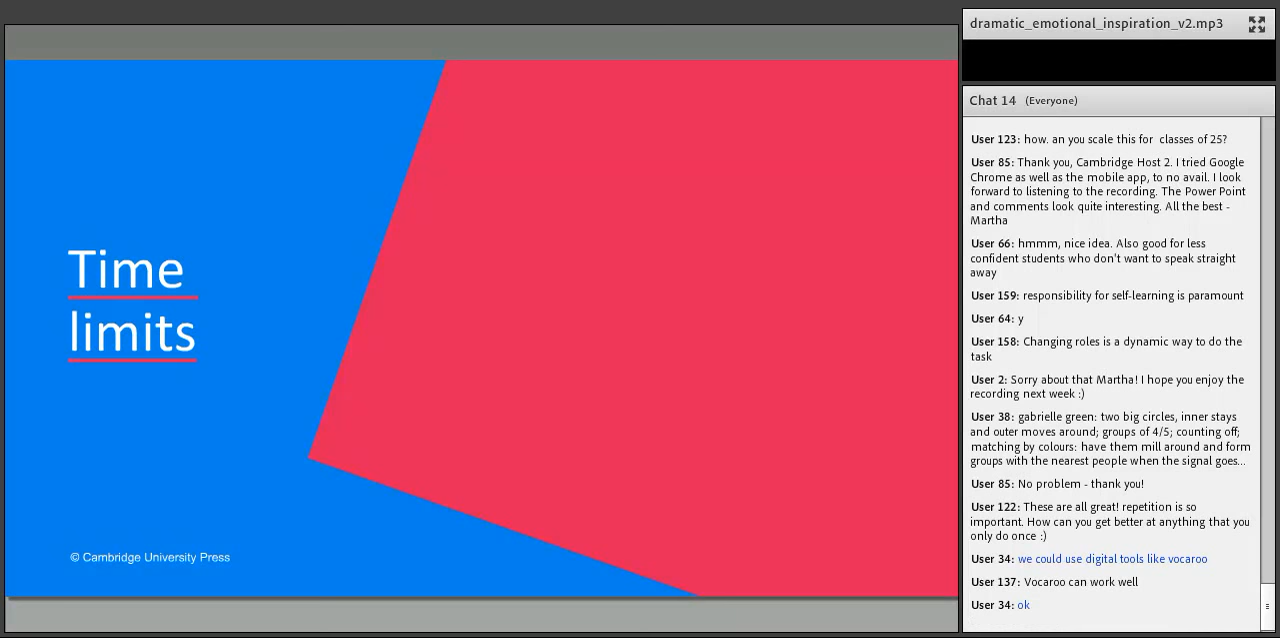 Time
limits
© Cambridge University Press
dramatic_emotional_inspiration_v2.mp3
Chat 14 (Everyone)
User 123: how. an you scale this for classes of 25?
User 85: Thank you, Cambridge Host 2. I tried Google
Chrome as well as the mobile app, to no avail. I look
forward to listening to the recording. The Power Point
and comments look quite interesting. All the best -
Martha
User 66: hmmm, nice idea. Also good for less
confident students who don't want to speak straight
away
User 159: responsibility for self-learning is paramount
User 64: y
User 158: Changing roles is a dynamic way to do the
task
User 2: Sorry about that Martha! I hope you enjoy the
recording next week :)
User 38: gabrielle green: two big circles, inner stays
and outer moves around; groups of 4/5; counting off;
matching by colours: have them mill around and form
groups with the nearest people when the signal goes...
User 85: No problem - thank you!
User 122: These are all great! repetition is so
important. How can you get better at anything that you
only do once :)
User 34: we could use digital tools like vocaroo
User 137: Vocaroo can work well
User 34: ok